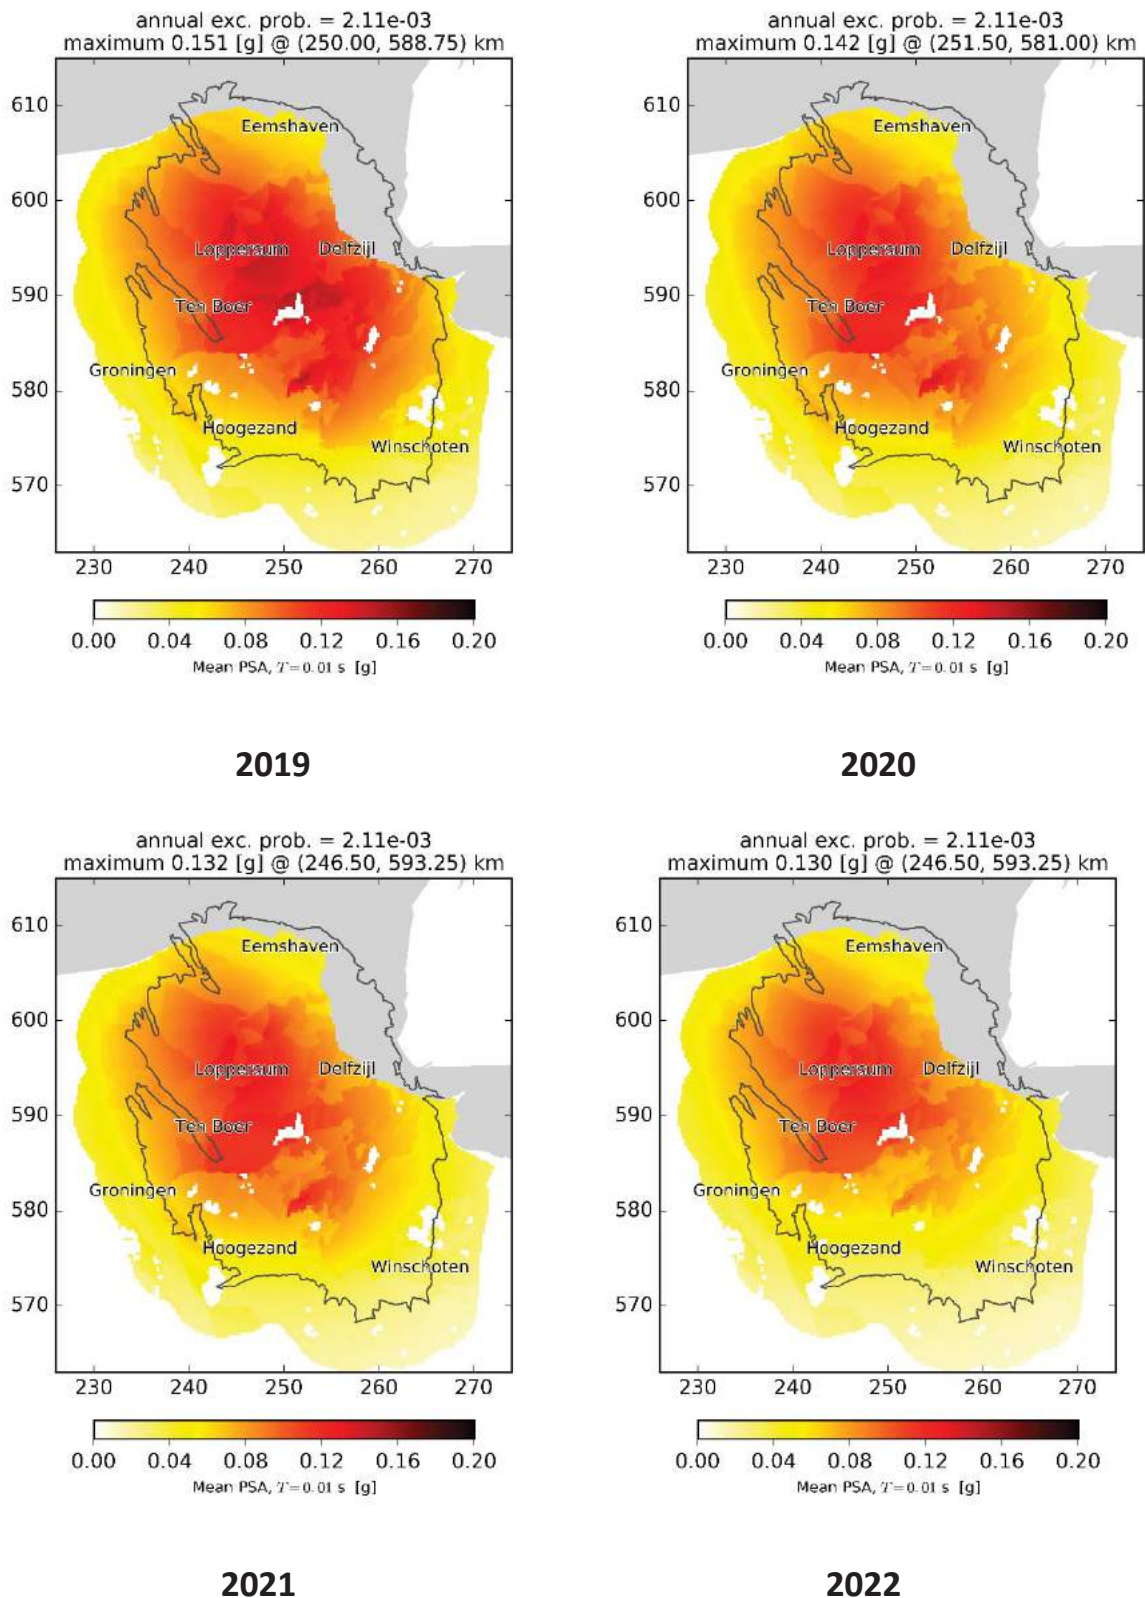 annual exc. prob. = 2.11e-03
maximum 0.151 [g] @ (250.00, 588.75) km
610
600
590
580
570
Eemshaven
Loppersum
Delfzijl
Ten Boer
Groningen
Hoogezand
Winschoten
230 240 250 260 270
0.00 0.04 0.08 0.12 0.16 0.20
Mean PSA, T=0.01 s [g]
2019
annual exc. prob. = 2.11e-03
maximum 0.142 [g] @ (251.50, 581.00) km
610
600
590
580
570
Eemshaven
Loppersum
Delfzijl
Ten Boer
Groningen
Hoogezand
Winschoten
230 240 250 260 270
0.00 0.04 0.08 0.12 0.16 0.20
Mean PSA, T=0.01 s [g]
2020
annual exc. prob. = 2.11e-03
maximum 0.132 [g] @ (246.50, 593.25) km
610
600
590
580
570
Eemshaven
Loppersum
Delfzijl
Ten Boer
Groningen
Hoogezand
Winschoten
230 240 250 260 270
0.00 0.04 0.08 0.12 0.16 0.20
Mean PSA, T=0.01 s [g]
2021
annual exc. prob. = 2.11e-03
maximum 0.130 [g] @ (246.50, 593.25) km
610
600
590
580
570
Eemshaven
Loppersum
Delfzijl
Ten Boer
Groningen
Hoogezand
Winschoten
230 240 250 260 270
0.00 0.04 0.08 0.12 0.16 0.20
Mean PSA, T=0.01 s [g]
2022